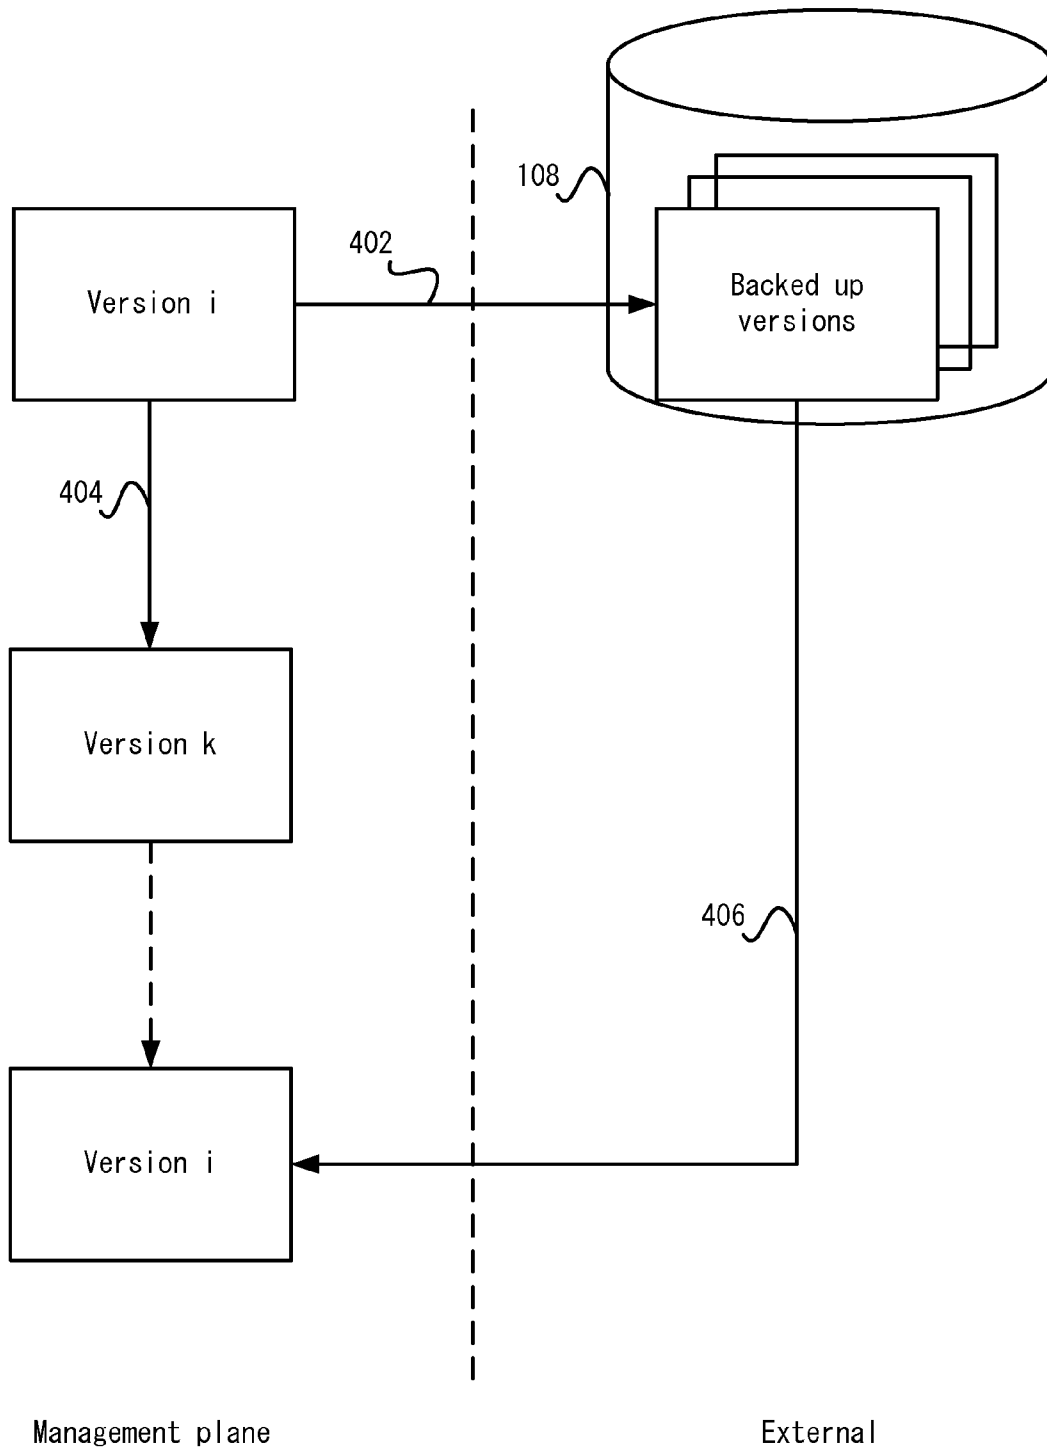 108
402
Version i
Backed up
versions
404
Version k
406
Version i
Management plane
External